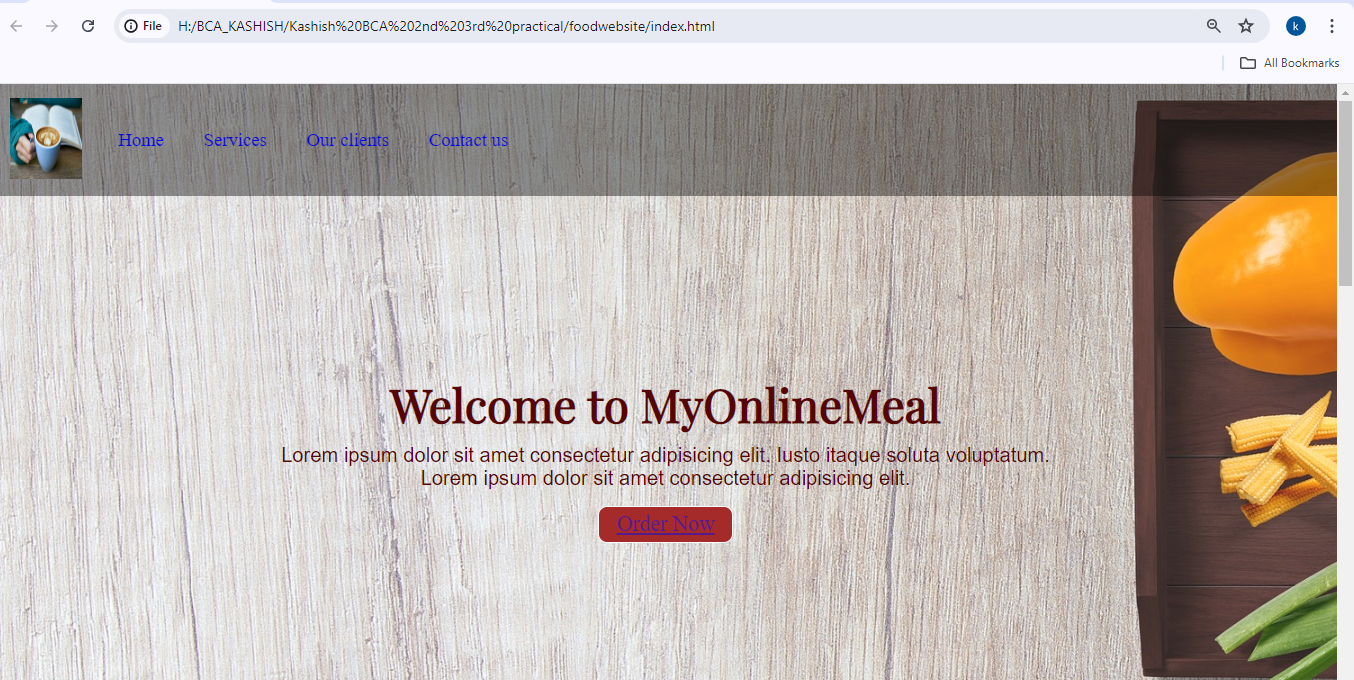 File H:/BCA_KASHISH/Kashish%20BCA%202nd%203rd%20practical/foodwebsite/index.html k
All Bookmarks
Home Services Our clients Contact us
Welcome to MyOnlineMeal
Lorem ipsum dolor sit amet consectetur adipisicing elit. Iusto itaque soluta voluptatum.
Lorem ipsum dolor sit amet consectetur adipisicing elit.
Order Now